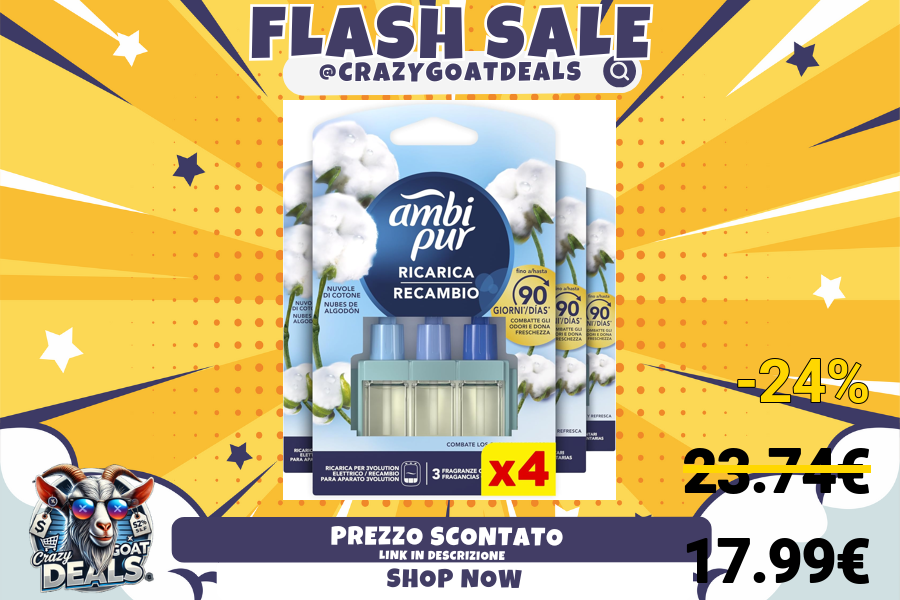 FLASH SALE
@CRAZYGOATDEALS
ambi
pur
RICARICA
RECAMBIO
NUVOLE
DI COTONE
NUBES DE
ALGODÓN
fino a/hasta
90
GIORNI*/DÍAS*
COMBATTE GLI
ODORI E DONA
FRESCHEZZA
COMBATE LOS
RICARICA PER 3VOLUTION
ELETTRICO / RECAMBIO
PARA APARATO 3VOLUTION
3 FRAGRANZE
FRAGANCIAS
x4
-24%
23.74€
17.99€
PREZZO SCONTATO
LINK IN DESCRIZIONE
SHOP NOW
Crazy
GOAT
DEALS
$
52%